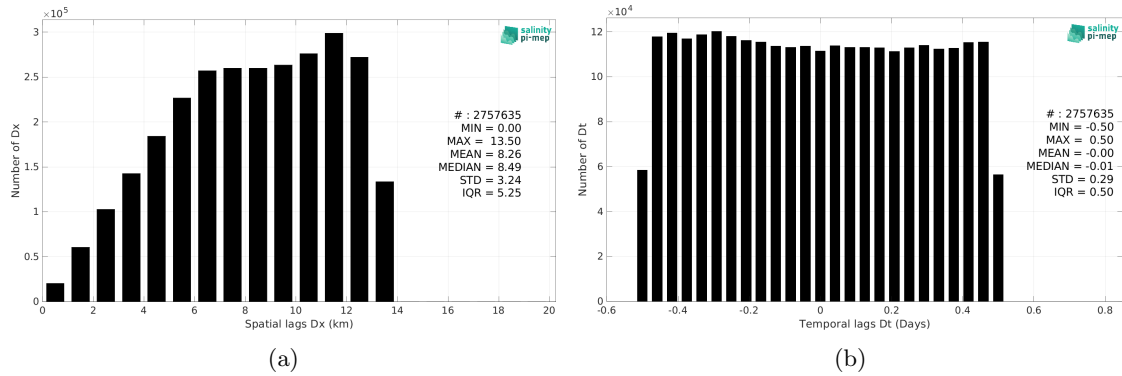 ×10^5
3
2.5
2
1.5
1
0.5
0
0 2 4 6 8 10 12 14 16 18 20
Number of Dx
Spatial lags Dx (km)
salinity
pi-mep
# : 2757635
MIN = 0.00
MAX = 13.50
MEAN = 8.26
MEDIAN = 8.49
STD = 3.24
IQR = 5.25
(a)
×10^4
12
10
8
6
4
2
0
-0.6 -0.4 -0.2 0 0.2 0.4 0.6 0.8
Number of Dt
Temporal lags Dt (Days)
salinity
pi-mep
# : 2757635
MIN = -0.50
MAX = 0.50
MEAN = -0.00
MEDIAN = -0.01
STD = 0.29
IQR = 0.50
(b)